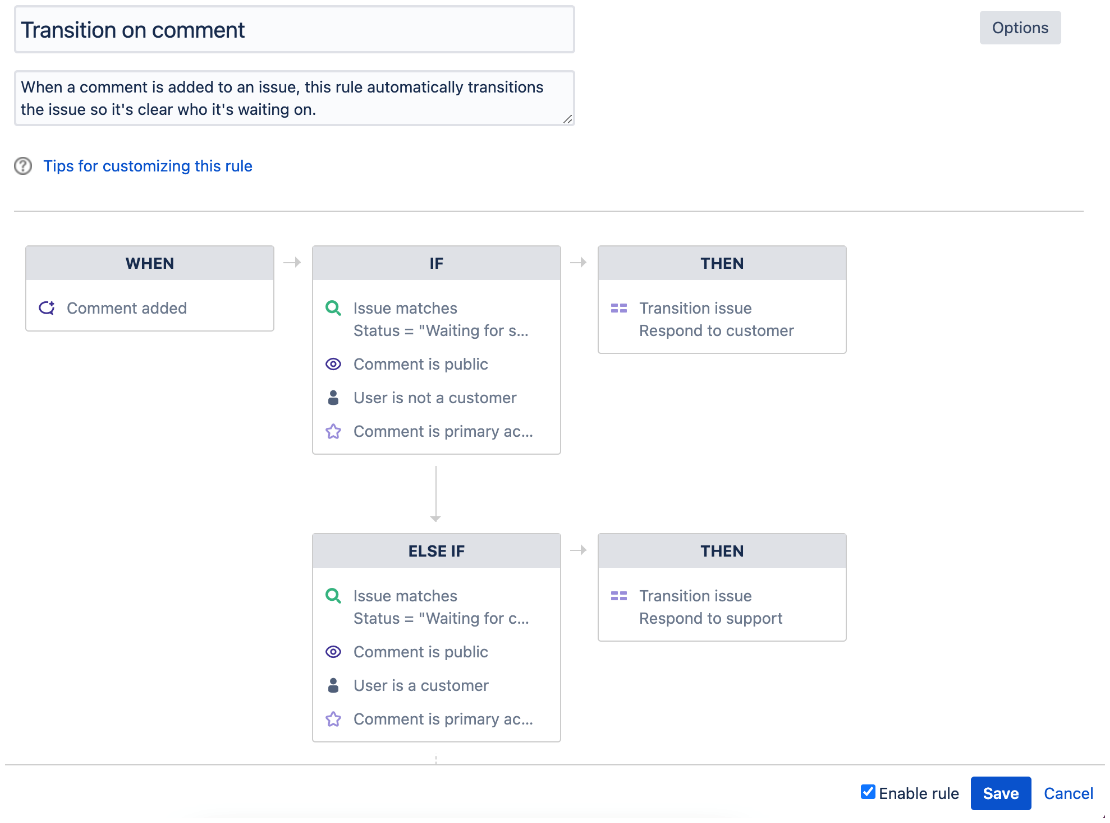 Transition on comment
Options
When a comment is added to an issue, this rule automatically transitions
the issue so it's clear who it's waiting on.
? Tips for customizing this rule
WHEN
Comment added
IF
Issue matches
Status = "Waiting for s...
Comment is public
User is not a customer
Comment is primary ac...
THEN
Transition issue
Respond to customer
ELSE IF
Issue matches
Status = "Waiting for c...
Comment is public
User is a customer
Comment is primary ac...
THEN
Transition issue
Respond to support
Enable rule
Save
Cancel